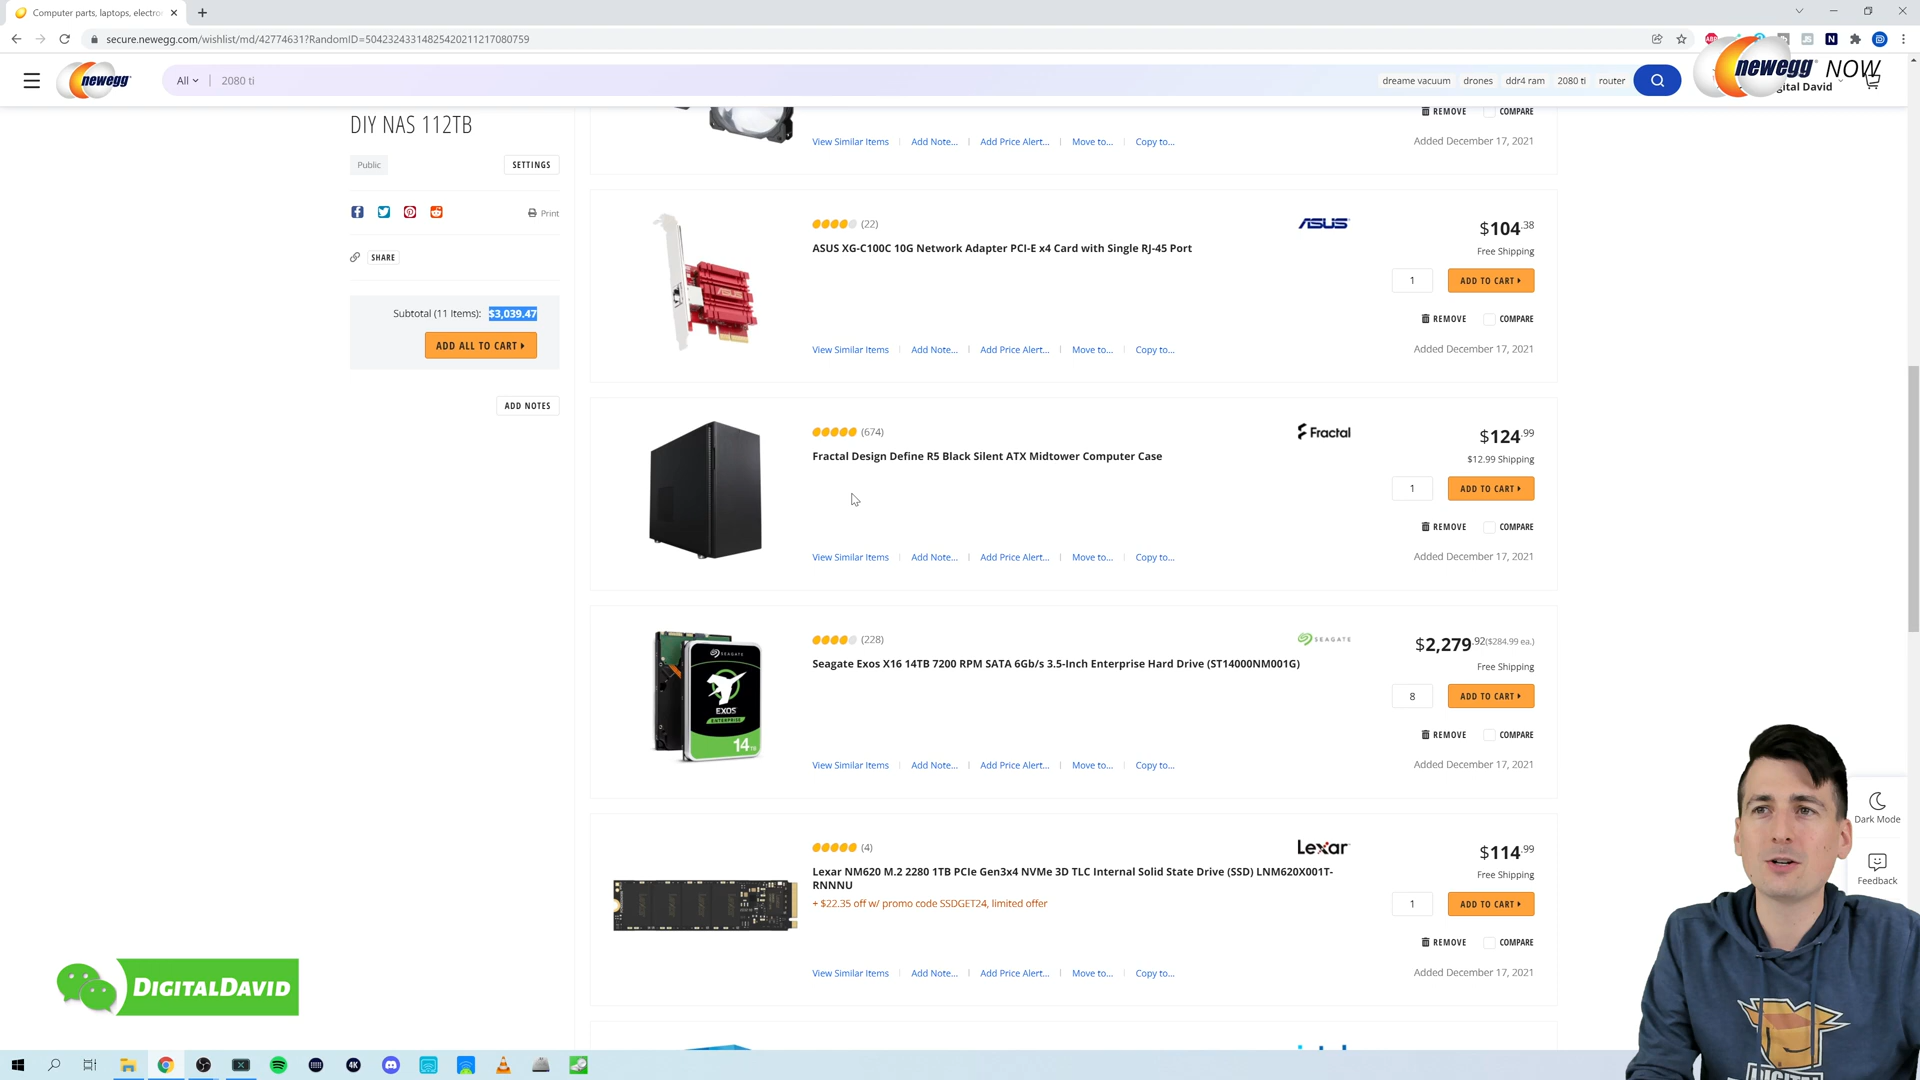 Computer parts, laptops, electro
secure.newegg.com/wishlist/md/42774631?RandomID=50423243314825420211217080759
newegg
All
2080 ti
dreame vacuum
drones
ddr4 ram
2080 ti
router
newegg NOW
gital David
DIY NAS 112TB
Public
SETTINGS
Print
SHARE
Subtotal (11 Items): $3,039.47
ADD ALL TO CART
ADD NOTES
REMOVE
COMPARE
View Similar Items
Add Note...
Add Price Alert...
Move to...
Copy to...
Added December 17, 2021
(22)
ASUS
ASUS XG-C100C 10G Network Adapter PCI-E x4 Card with Single RJ-45 Port
$104.38
Free Shipping
1
ADD TO CART
REMOVE
COMPARE
View Similar Items
Add Note...
Add Price Alert...
Move to...
Copy to...
Added December 17, 2021
(674)
Fractal
Fractal Design Define R5 Black Silent ATX Midtower Computer Case
$124.99
$12.99 Shipping
1
ADD TO CART
REMOVE
COMPARE
View Similar Items
Add Note...
Add Price Alert...
Move to...
Copy to...
Added December 17, 2021
SEAGATE
EXOS
ENTERPRISE
14TB
(228)
SEAGATE
Seagate Exos X16 14TB 7200 RPM SATA 6Gb/s 3.5-Inch Enterprise Hard Drive (ST14000NM001G)
$2,279.92($284.99 ea.)
Free Shipping
8
ADD TO CART
REMOVE
COMPARE
View Similar Items
Add Note...
Add Price Alert...
Move to...
Copy to...
Added December 17, 2021
(4)
Lexar
Lexar NM620 M.2 2280 1TB PCIe Gen3x4 NVMe 3D TLC Internal Solid State Drive (SSD) LNM620X001T-
RNNNU
+ $22.35 off w/ promo code SSDGET24, limited offer
$114.99
Free Shipping
1
ADD TO CART
REMOVE
COMPARE
View Similar Items
Add Note...
Add Price Alert...
Move to...
Copy to...
Added December 17, 2021
Dark Mode
Feedback
DIGITALDAVID
4K